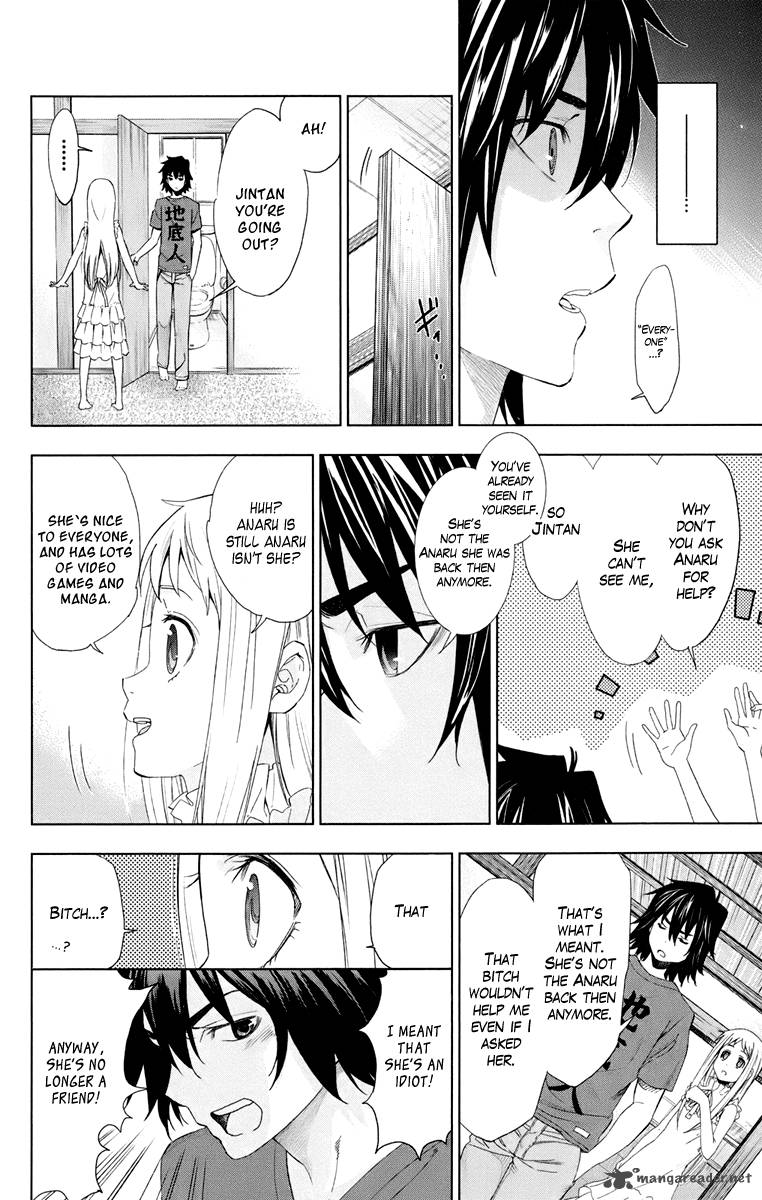 ......
"EVERY-
ONE"
...?
ギィ
AH!
JINTAN
YOU'RE
GOING
OUT?
......
地底人
WHY
DON'T
YOU ASK
ANARU
FOR
HELP?
SHE
CAN'T
SEE ME,
SO
JINTAN
YOU'VE
ALREADY
SEEN IT
YOURSELF.
SHE'S
NOT THE
ANARU SHE WAS
BACK THEN
ANYMORE.
HUH?
ANARU IS
STILL ANARU
ISN'T SHE?
SHE'S NICE
TO EVERYONE,
AND HAS LOTS
OF VIDEO
GAMES AND
MANGA.
THAT'S
WHAT I
MEANT.
SHE'S NOT
THE ANARU
BACK THEN
ANYMORE.
THAT
BITCH
WOULDN'T
HELP ME
EVEN IF I
ASKED
HER.
地底
THAT
BITCH...?
...?
I MEANT
THAT
SHE'S AN
IDIOT!
ANYWAY,
SHE'S NO
LONGER A
FRIEND!
mangareader.net